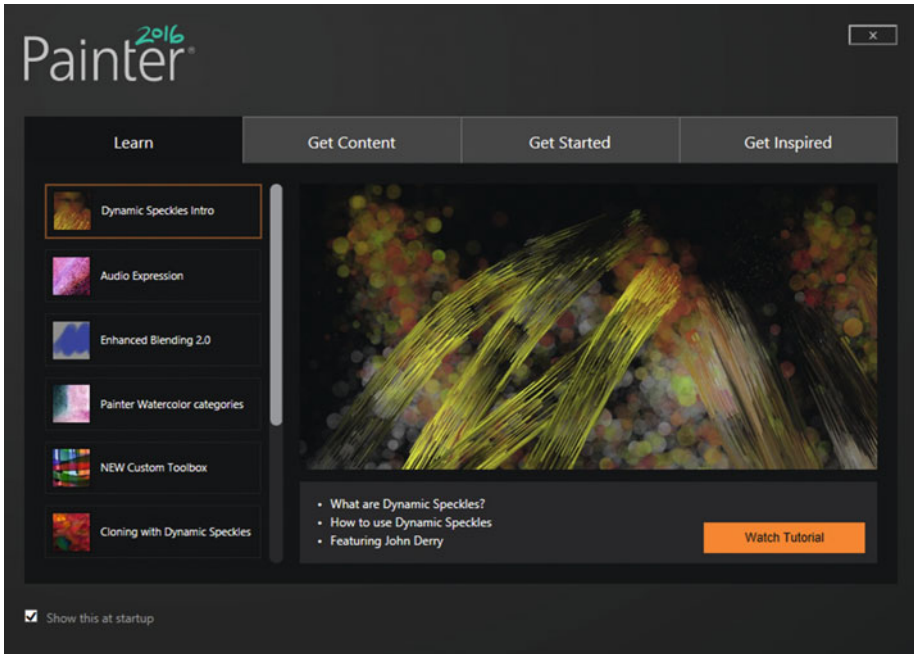 2016
Painter®
x
Learn
Get Content
Get Started
Get Inspired
Dynamic Speckles Intro
Audio Expression
Enhanced Blending 2.0
Painter Watercolor categories
NEW Custom Toolbox
Cloning with Dynamic Speckles
• What are Dynamic Speckles?
• How to use Dynamic Speckles
• Featuring John Derry
Watch Tutorial
Show this at startup